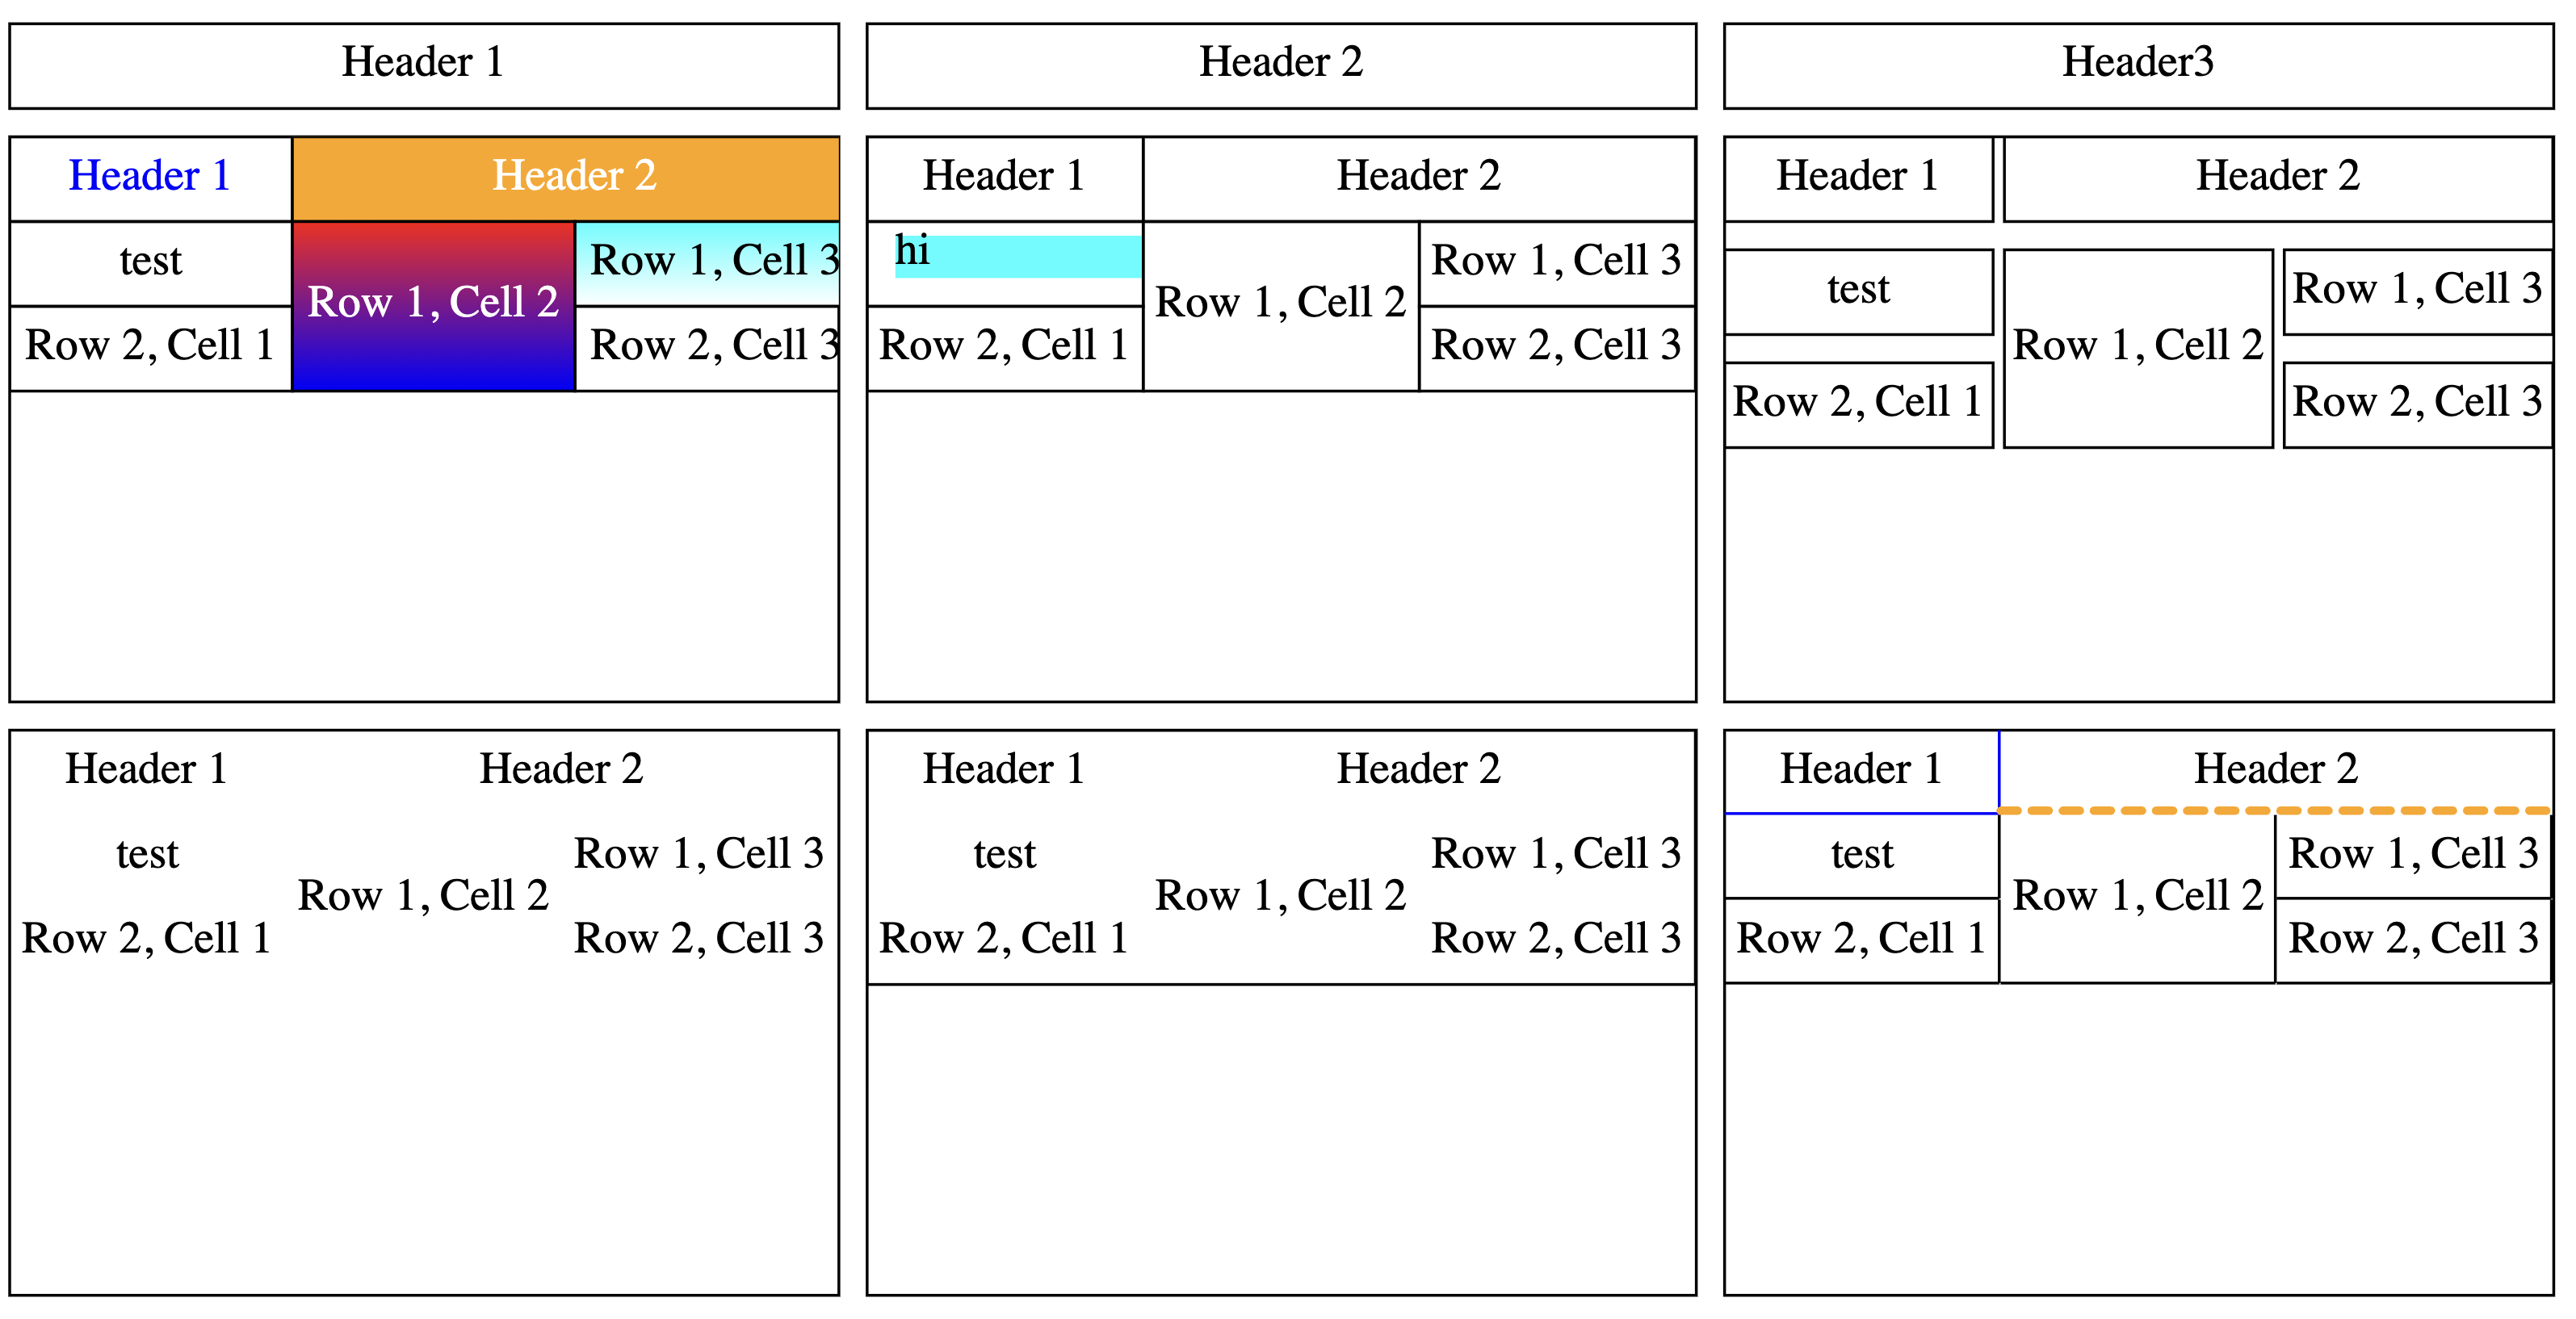 Header 1
Header 2
Header3
Header 1
Header 2
test
Row 1, Cell 2
Row 1, Cell 3
Row 2, Cell 1
Row 2, Cell 3
Header 1
Header 2
hi
Row 1, Cell 2
Row 1, Cell 3
Row 2, Cell 1
Row 2, Cell 3
Header 1
Header 2
test
Row 1, Cell 2
Row 1, Cell 3
Row 2, Cell 1
Row 2, Cell 3
Header 1
Header 2
test
Row 1, Cell 2
Row 1, Cell 3
Row 2, Cell 1
Row 2, Cell 3
Header 1
Header 2
test
Row 1, Cell 2
Row 1, Cell 3
Row 2, Cell 1
Row 2, Cell 3
Header 1
Header 2
test
Row 1, Cell 2
Row 1, Cell 3
Row 2, Cell 1
Row 2, Cell 3